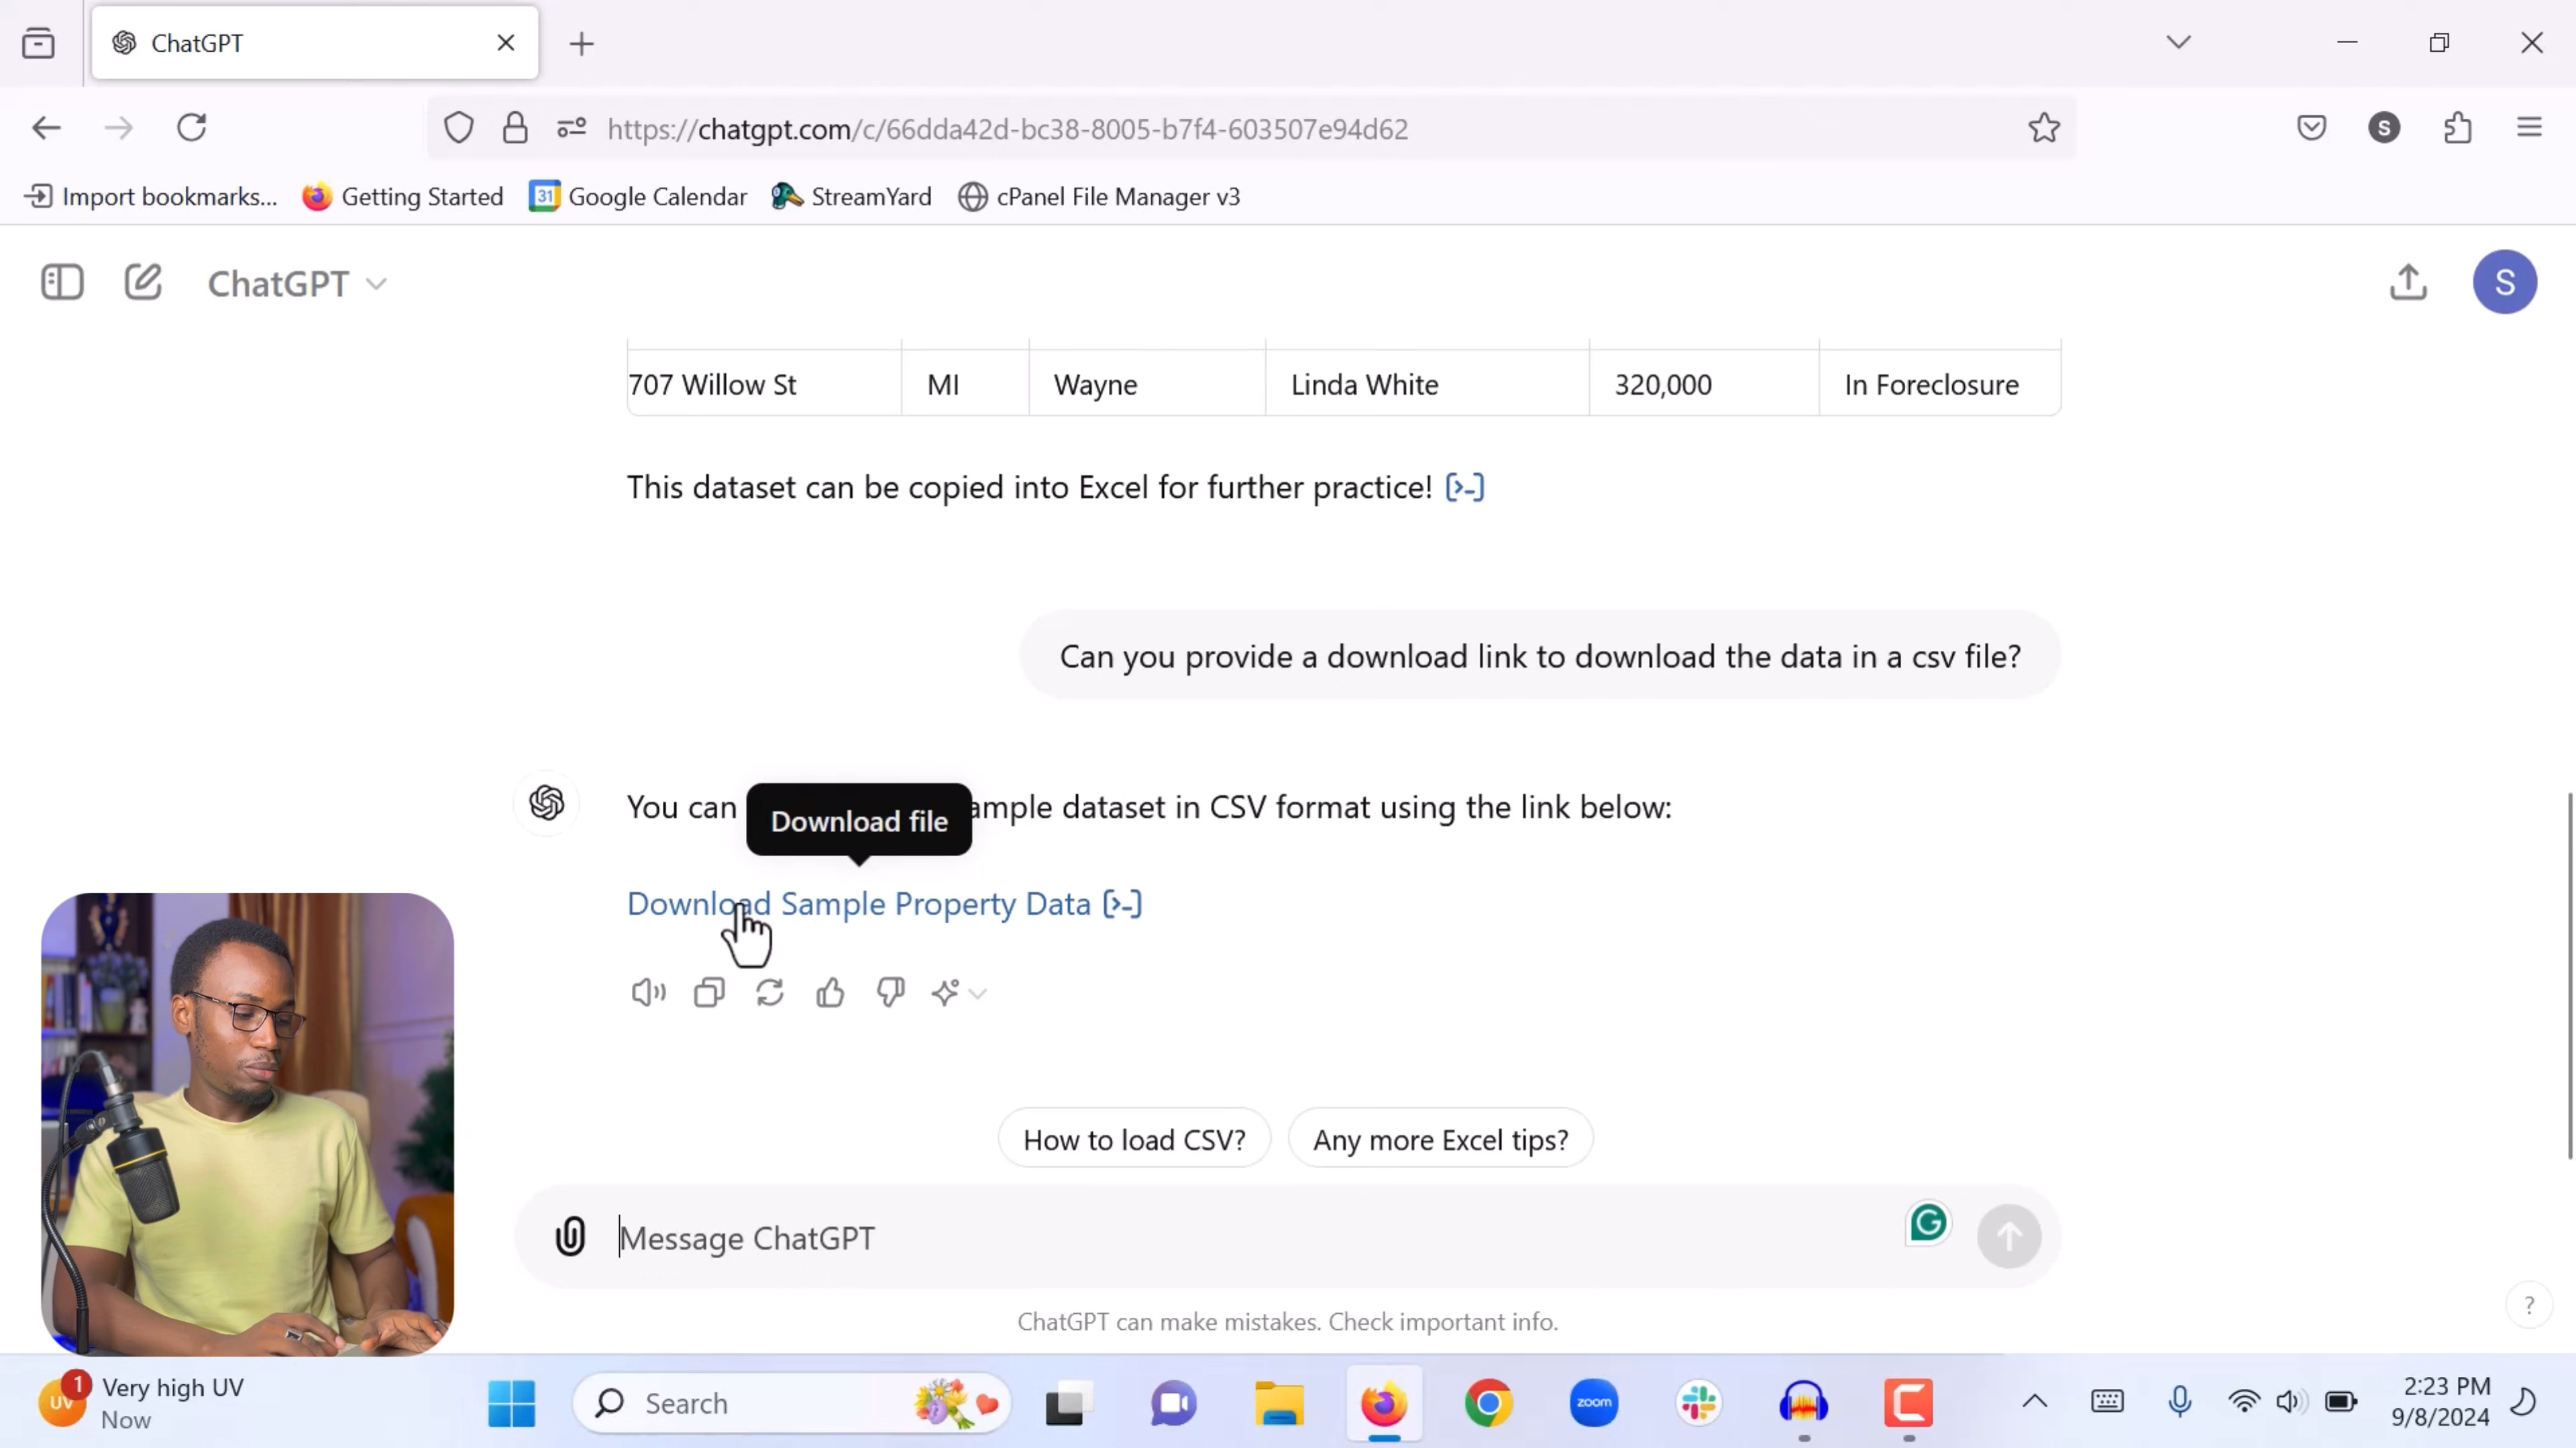 ChatGPT
https://chatgpt.com/c/66dda42d-bc38-8005-b7f4-603507e94d62
S
Import bookmarks...
Getting Started
31
Google Calendar
StreamYard
cPanel File Manager v3
ChatGPT
S
707 Willow St MI Wayne Linda White 320,000 In Foreclosure
This dataset can be copied into Excel for further practice!
Can you provide a download link to download the data in a csv file?
You can ample dataset in CSV format using the link below:
Download file
Download Sample Property Data
How to load CSV?
Any more Excel tips?
Message ChatGPT
G
?
ChatGPT can make mistakes. Check important info.
UV
1
Very high UV
Now
Search
zoom
2:23 PM
9/8/2024